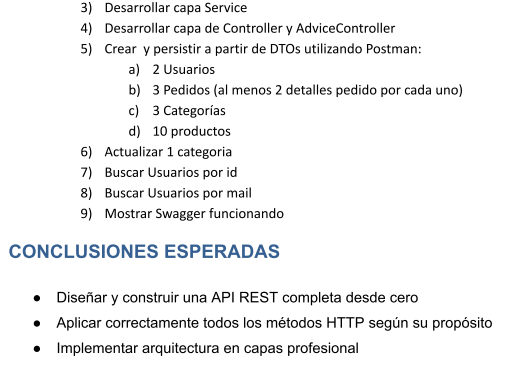 3) Desarrollar capa Service
4) Desarrollar capa de Controller y AdviceController
5) Crear y persistir a partir de DTOs utilizando Postman:
a) 2 Usuarios
b) 3 Pedidos (al menos 2 detalles pedido por cada uno)
c) 3 Categorías
d) 10 productos
6) Actualizar 1 categoria
7) Buscar Usuarios por id
8) Buscar Usuarios por mail
9) Mostrar Swagger funcionando
CONCLUSIONES ESPERADAS
● Diseñar y construir una API REST completa desde cero
● Aplicar correctamente todos los métodos HTTP según su propósito
● Implementar arquitectura en capas profesional